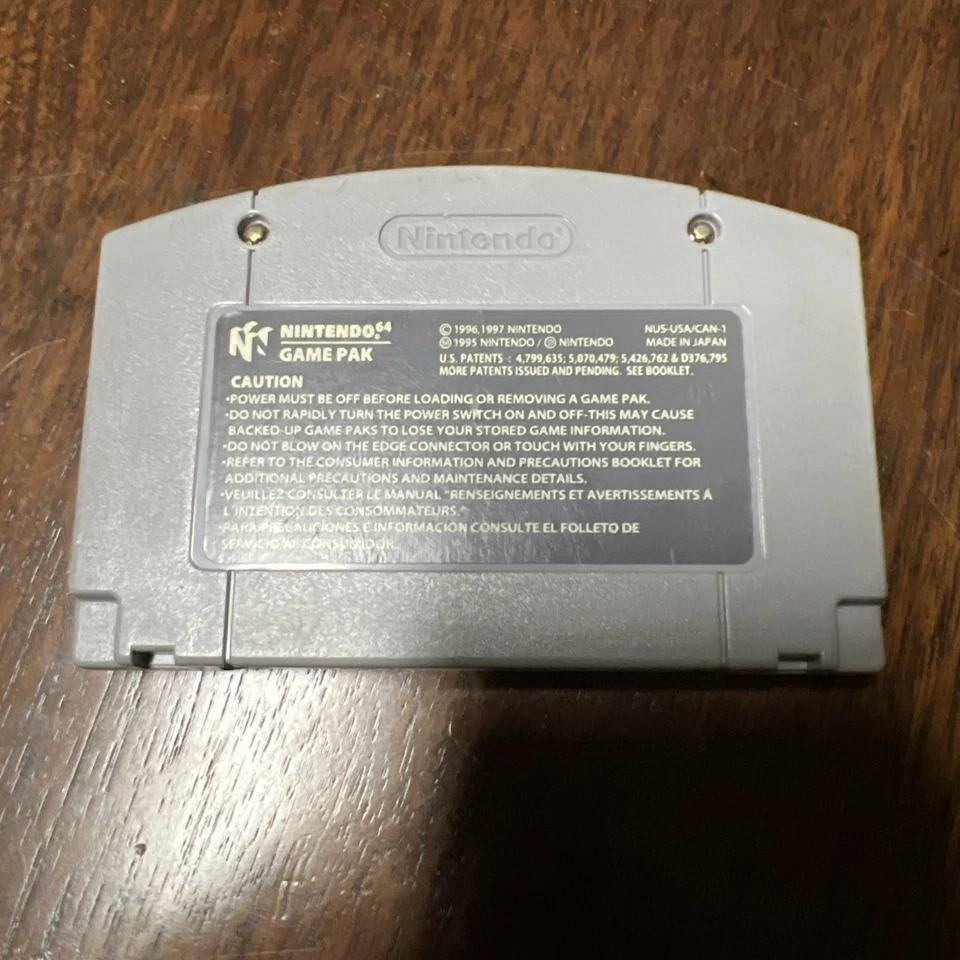 Nintendo
NINTENDO⁶⁴
GAME PAK
© 1996,1997 NINTENDO
Ⓜ 1995 NINTENDO / Ⓓ NINTENDO
NUS-USA/CAN-1
MADE IN JAPAN
U.S. PATENTS : 4,799,635; 5,070,479; 5,426,762 & D376,795
MORE PATENTS ISSUED AND PENDING. SEE BOOKLET.
CAUTION
•POWER MUST BE OFF BEFORE LOADING OR REMOVING A GAME PAK.
•DO NOT RAPIDLY TURN THE POWER SWITCH ON AND OFF-THIS MAY CAUSE
BACKED-UP GAME PAKS TO LOSE YOUR STORED GAME INFORMATION.
•DO NOT BLOW ON THE EDGE CONNECTOR OR TOUCH WITH YOUR FINGERS.
•REFER TO THE CONSUMER INFORMATION AND PRECAUTIONS BOOKLET FOR
ADDITIONAL PRECAUTIONS AND MAINTENANCE DETAILS.
•VEUILLEZ CONSULTER LE MANUAL "RENSEIGNEMENTS ET AVERTISSEMENTS À
L'INTENTION DES CONSOMMATEURS."
•PARA PRECAUCIONES E INFORMACIÓN CONSULTE EL FOLLETO DE
SERVICIO AL CONSUMIDOR.